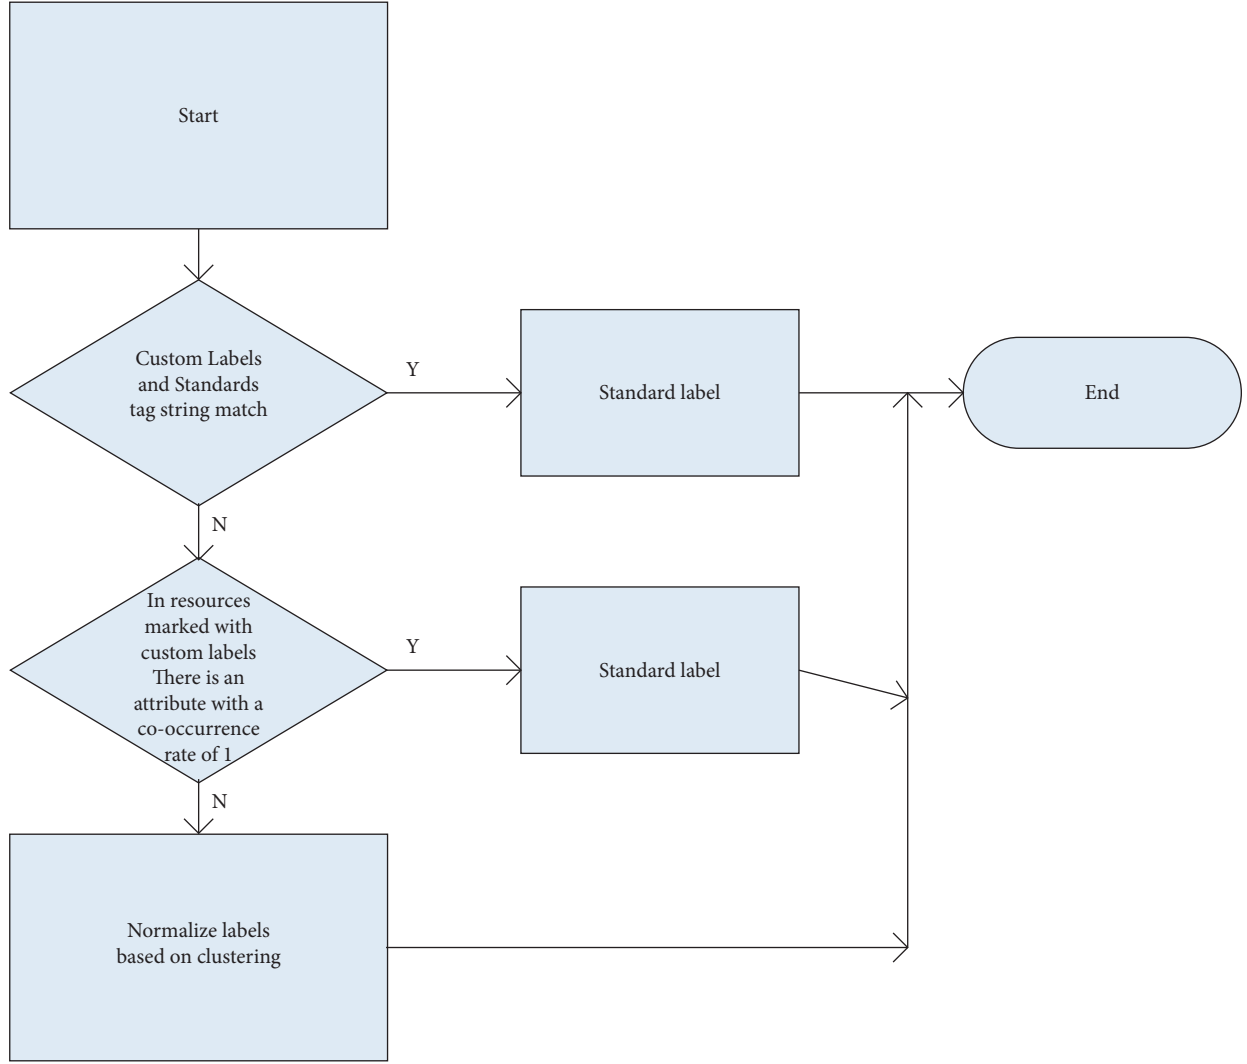 Start
Custom Labels
and Standards
tag string match
Y
Standard label
End
N
In resources
marked with
custom labels
There is an
attribute with a
co-occurrence
rate of 1
Y
Standard label
N
Normalize labels
based on clustering